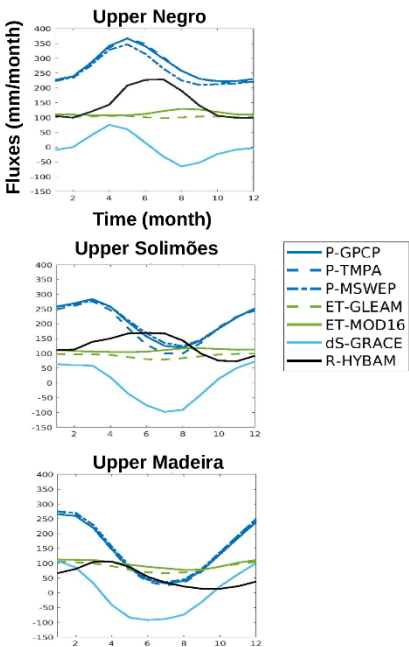 Upper Negro
400
350
300
250
200
150
100
50
0
-50
-100
-150
2 4 6 8 10 12
Fluxes (mm/month)
Time (month)
Upper Solimões
400
350
300
250
200
150
100
50
0
-50
-100
-150
2 4 6 8 10 12
P-GPCP
P-TMPA
P-MSWEP
ET-GLEAM
ET-MOD16
dS-GRACE
R-HYBAM
Upper Madeira
400
350
300
250
200
150
100
50
0
-50
-100
-150
2 4 6 8 10 12